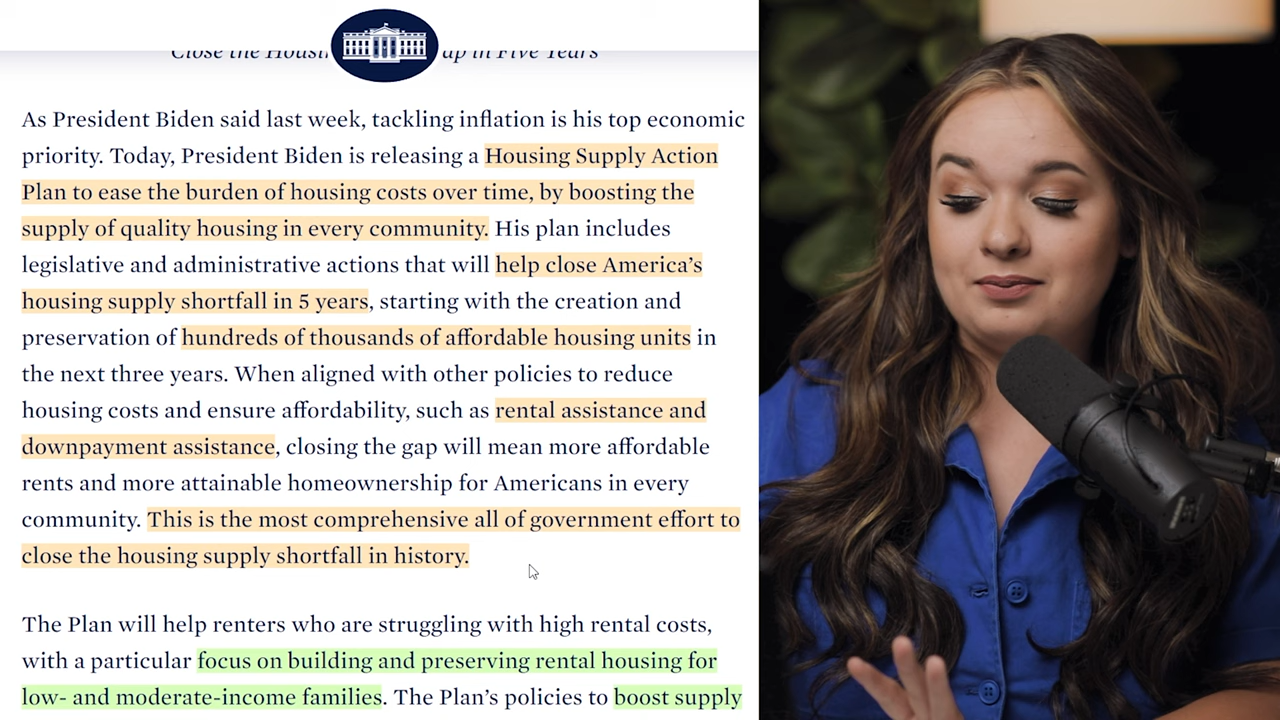 Close the Housi up in Five Years
As President Biden said last week, tackling inflation is his top economic
priority. Today, President Biden is releasing a Housing Supply Action
Plan to ease the burden of housing costs over time, by boosting the
supply of quality housing in every community. His plan includes
legislative and administrative actions that will help close America’s
housing supply shortfall in 5 years, starting with the creation and
preservation of hundreds of thousands of affordable housing units in
the next three years. When aligned with other policies to reduce
housing costs and ensure affordability, such as rental assistance and
downpayment assistance, closing the gap will mean more affordable
rents and more attainable homeownership for Americans in every
community. This is the most comprehensive all of government effort to
close the housing supply shortfall in history.
The Plan will help renters who are struggling with high rental costs,
with a particular focus on building and preserving rental housing for
low- and moderate-income families. The Plan’s policies to boost supply